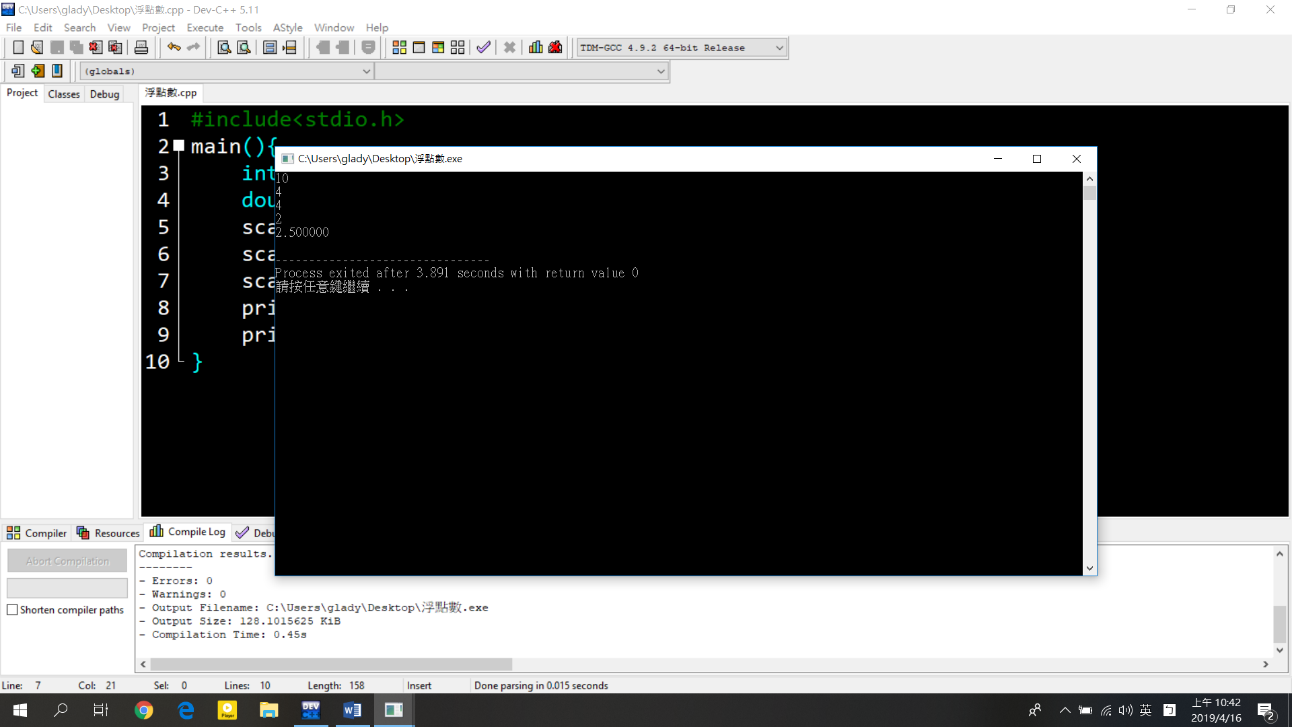 C:\Users\glady\Desktop\浮點數.cpp - Dev-C++ 5.11
File Edit Search View Project Execute Tools AStyle Window Help
TDM-GCC 4.9.2 64-bit Release
(globals)
Project Classes Debug
浮點數.cpp
1 #include<stdio.h>
2 main(){
3 int
4 dou
5 sca
6 sca
7 sca
8 pri
9 pri
10 }
C:\Users\glady\Desktop\浮點數.exe
10
4
4
2
2.500000
--------------------------------
Process exited after 3.891 seconds with return value 0
請按任意鍵繼續 . . .
Compiler Resources Compile Log Debu
Abort Compilation
Shorten compiler paths
Compilation results.
--------
- Errors: 0
- Warnings: 0
- Output Filename: C:\Users\glady\Desktop\浮點數.exe
- Output Size: 128.1015625 KiB
- Compilation Time: 0.45s
Line: 7 Col: 21 Sel: 0 Lines: 10 Length: 158 Insert Done parsing in 0.015 seconds
英
上午 10:42
2019/4/16
2